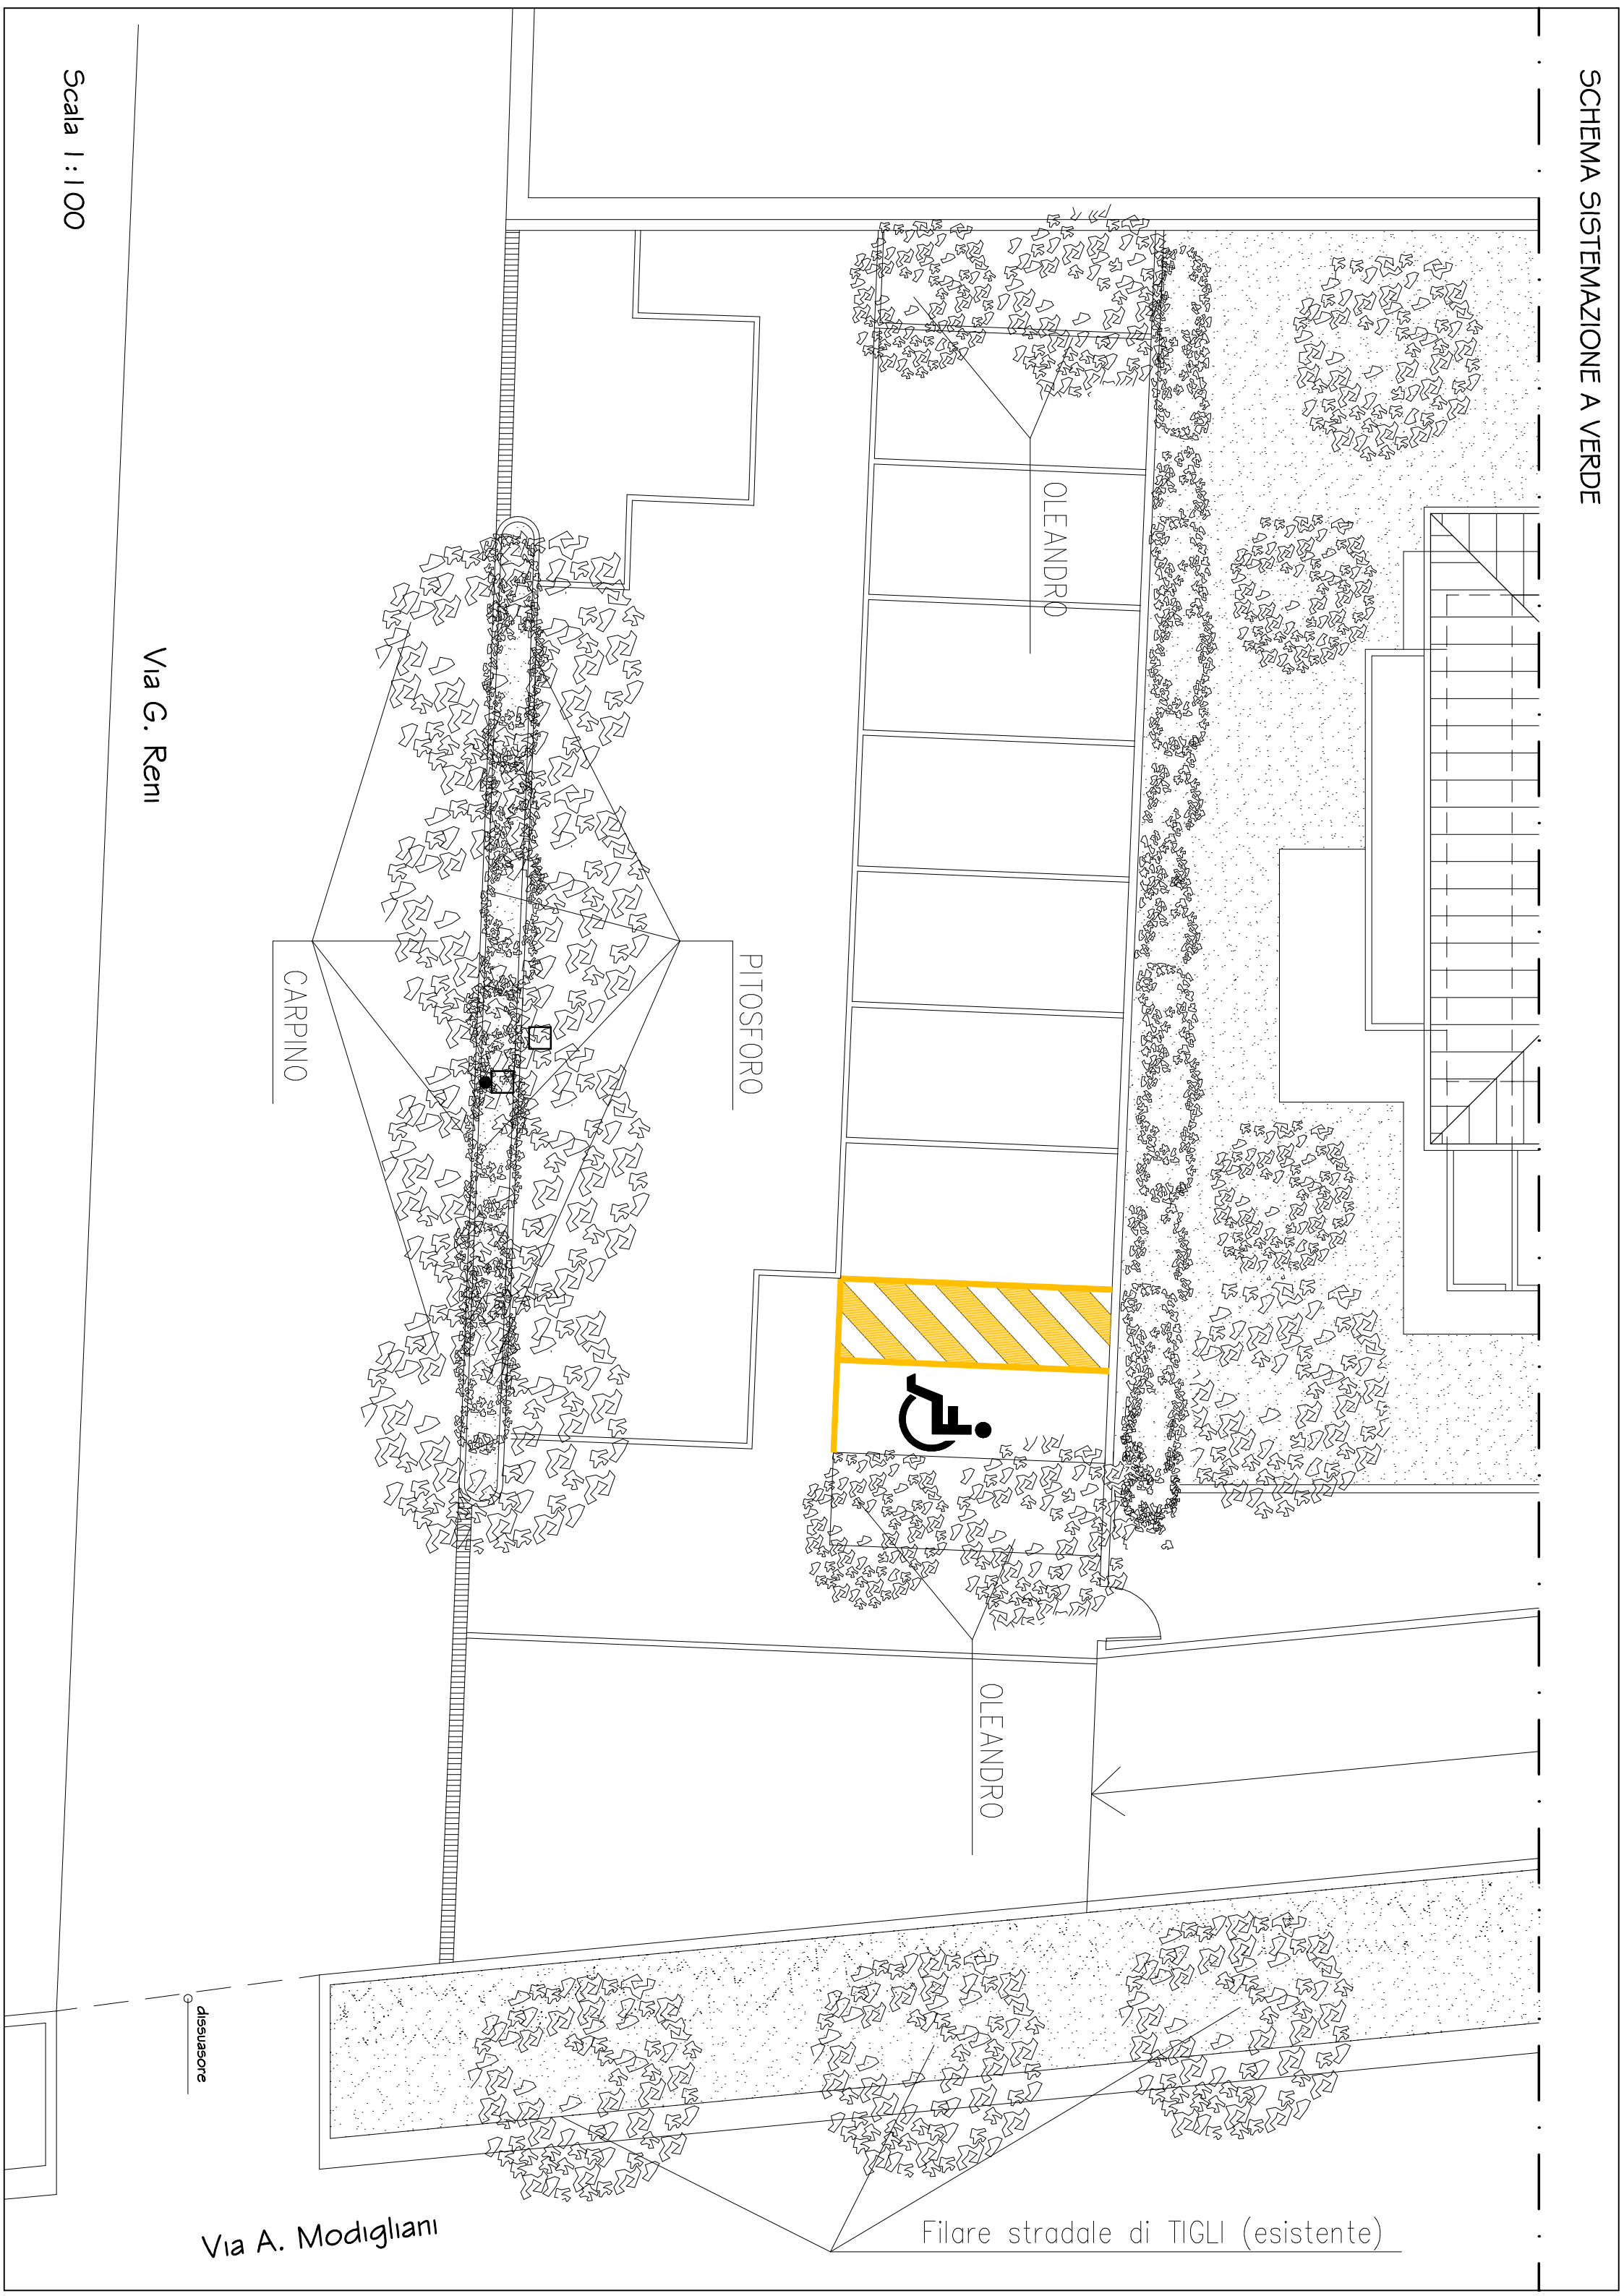 SCHEMA SISTEMAZIONE A VERDE
OLEANDRO
PITOSFORO
CARPINO
OLEANDRO
Via G. Reni
Scala 1:100
dissuasore
Via A. Modigliani
Filare stradale di TIGLI (esistente)